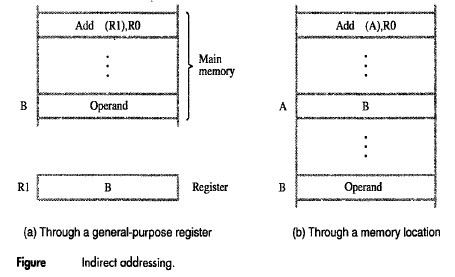 Add (R1),R0
Main
memory
B Operand
R1 B Register
(a) Through a general-purpose register
Add (A),R0
A B
B Operand
(b) Through a memory location
Figure Indirect addressing.